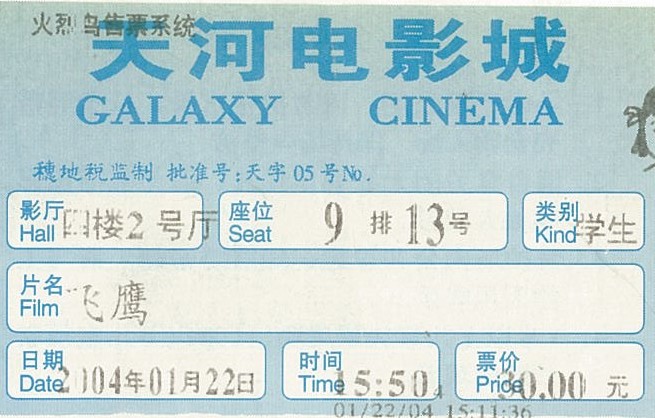 火烈鸟售票系统
天河电影城
GALAXY CINEMA
穗地税监制 批准号:天字05号No.
影厅 四楼2号厅 座位 9 排 13 号 类别 学生
Hall Seat Kind
片名 飞鹰
Film
日期 时间 票价
Date 2004年01月22日 Time 15:50 Price 30.00 元
01/22/04 15:11:36